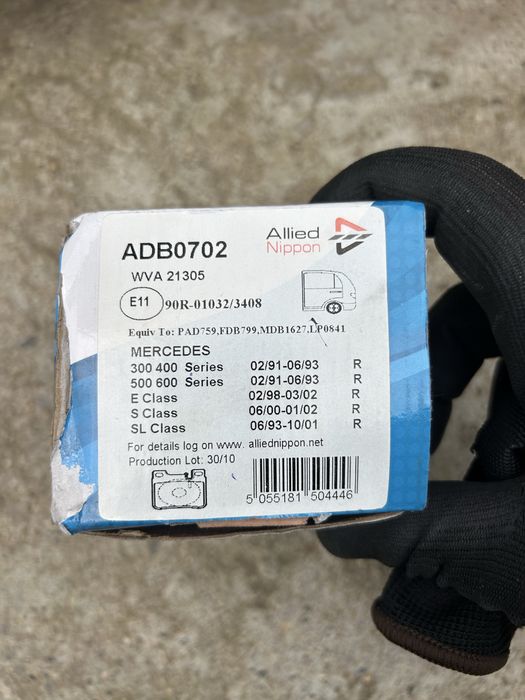 Allied
Nippon
ADB0702
WVA 21305
E11 90R-01032/3408
Equiv To: PAD759,FDB799,MDB1627,LP0841
MERCEDES
300 400 Series 02/91-06/93 R
500 600 Series 02/91-06/93 R
E Class 02/98-03/02 R
S Class 06/00-01/02 R
SL Class 06/93-10/01 R
For details log on www. alliednippon.net
Production Lot: 30/10
5 055181 504446